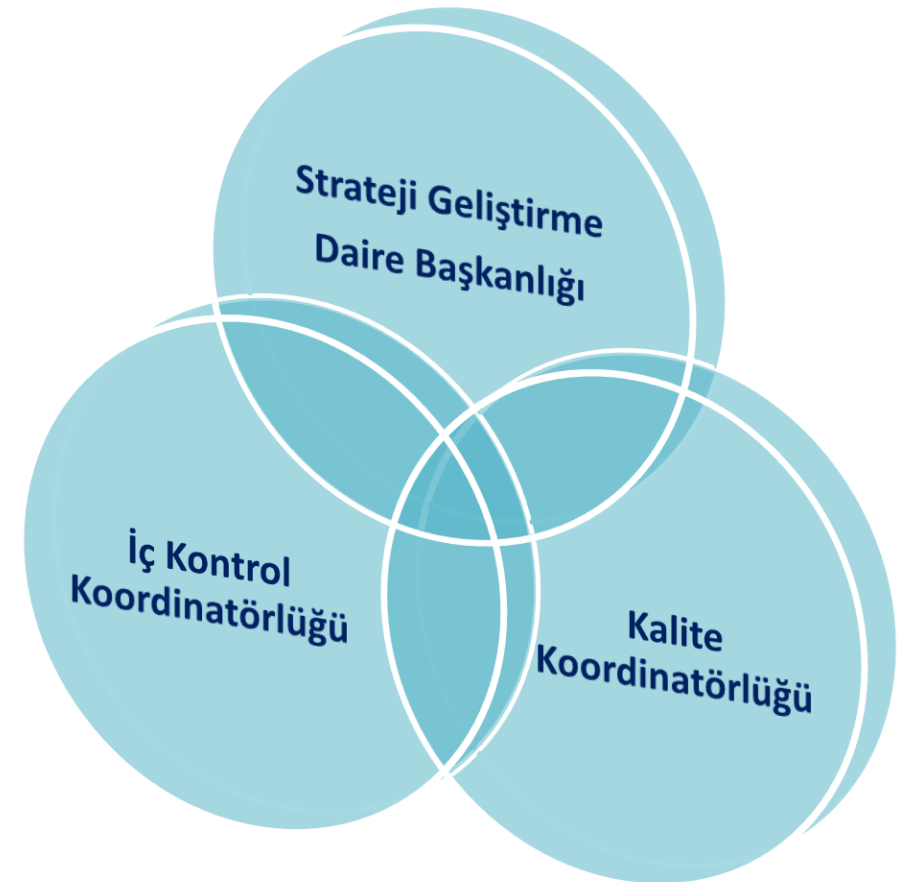 Strateji Geliştirme
Daire Başkanlığı
İç Kontrol
Koordinatörlüğü
Kalite
Koordinatörlüğü